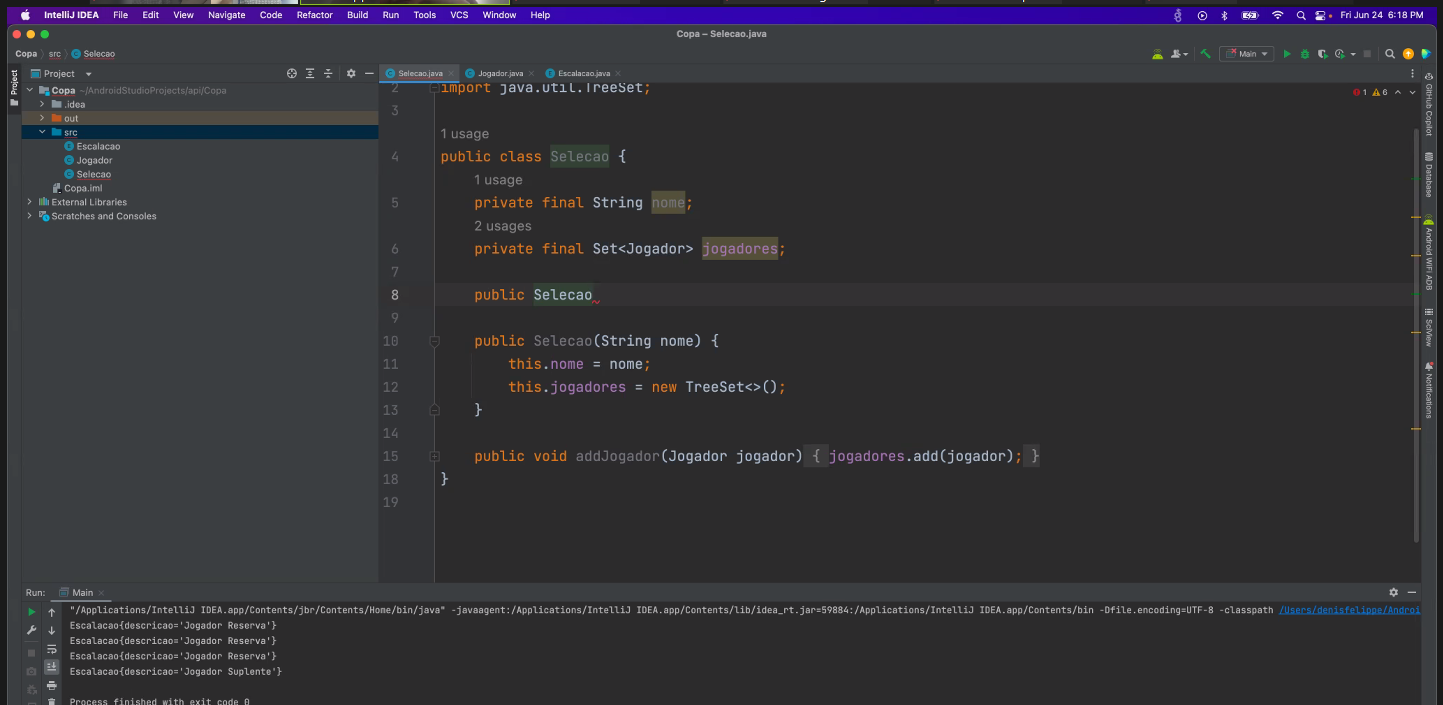 IntelliJ IDEA File Edit View Navigate Code Refactor Build Run Tools VCS Window Help Fri Jun 24 6:18 PM
Copa – Selecao.java
Copa src Selecao Main
Project Selecao.java Jogador.java Escalacao.java
Project
Copa ~/AndroidStudioProjects/api/Copa
.idea
out
src
Escalacao
Jogador
Selecao
Copa.iml
External Libraries
Scratches and Consoles
1 6
2 import java.util.TreeSet;
3
1 usage
4 public class Selecao {
1 usage
5 private final String nome;
2 usages
6 private final Set<Jogador> jogadores;
7
8 public Selecao
9
10 public Selecao(String nome) {
11 this.nome = nome;
12 this.jogadores = new TreeSet<>();
13 }
14
15 public void addJogador(Jogador jogador) { jogadores.add(jogador); }
18 }
19
GitHub Copilot
Database
Android WiFi ADB
SciView
Notifications
Run: Main
"/Applications/IntelliJ IDEA.app/Contents/jbr/Contents/Home/bin/java" -javaagent:/Applications/IntelliJ IDEA.app/Contents/lib/idea_rt.jar=59884:/Applications/IntelliJ IDEA.app/Contents/bin -Dfile.encoding=UTF-8 -classpath /Users/denisfelippe/Androi
Escalacao{descricao='Jogador Reserva'}
Escalacao{descricao='Jogador Reserva'}
Escalacao{descricao='Jogador Reserva'}
Escalacao{descricao='Jogador Suplente'}
Process finished with exit code 0